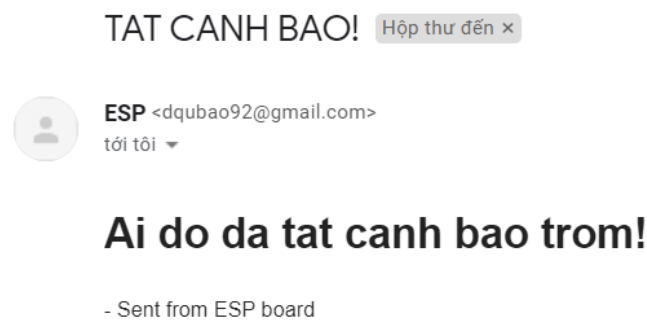 TAT CANH BAO! Hộp thư đến ×
ESP <dqubao92@gmail.com>
tới tôi
Ai do da tat canh bao trom!
- Sent from ESP board